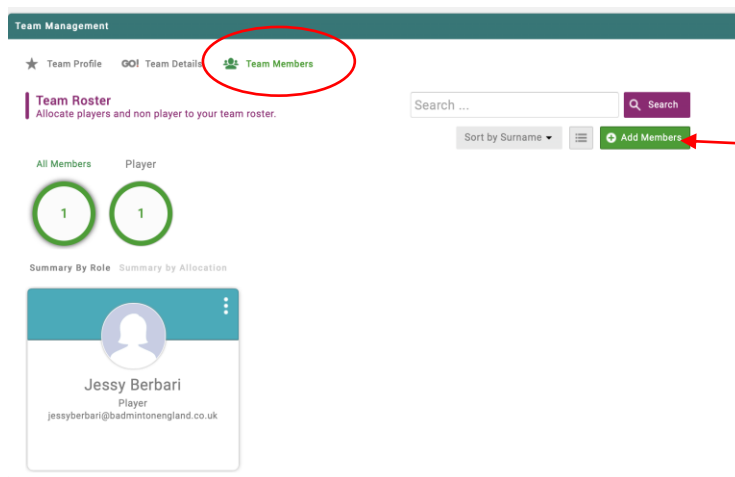 Team Management
Team Profile GO! Team Details Team Members
Team Roster
Allocate players and non player to your team roster.
Search ... Search
Sort by Surname Add Members
All Members Player
1 1
Summary By Role Summary by Allocation
Jessy Berbari
Player
jessyberbari@badmintonengland.co.uk